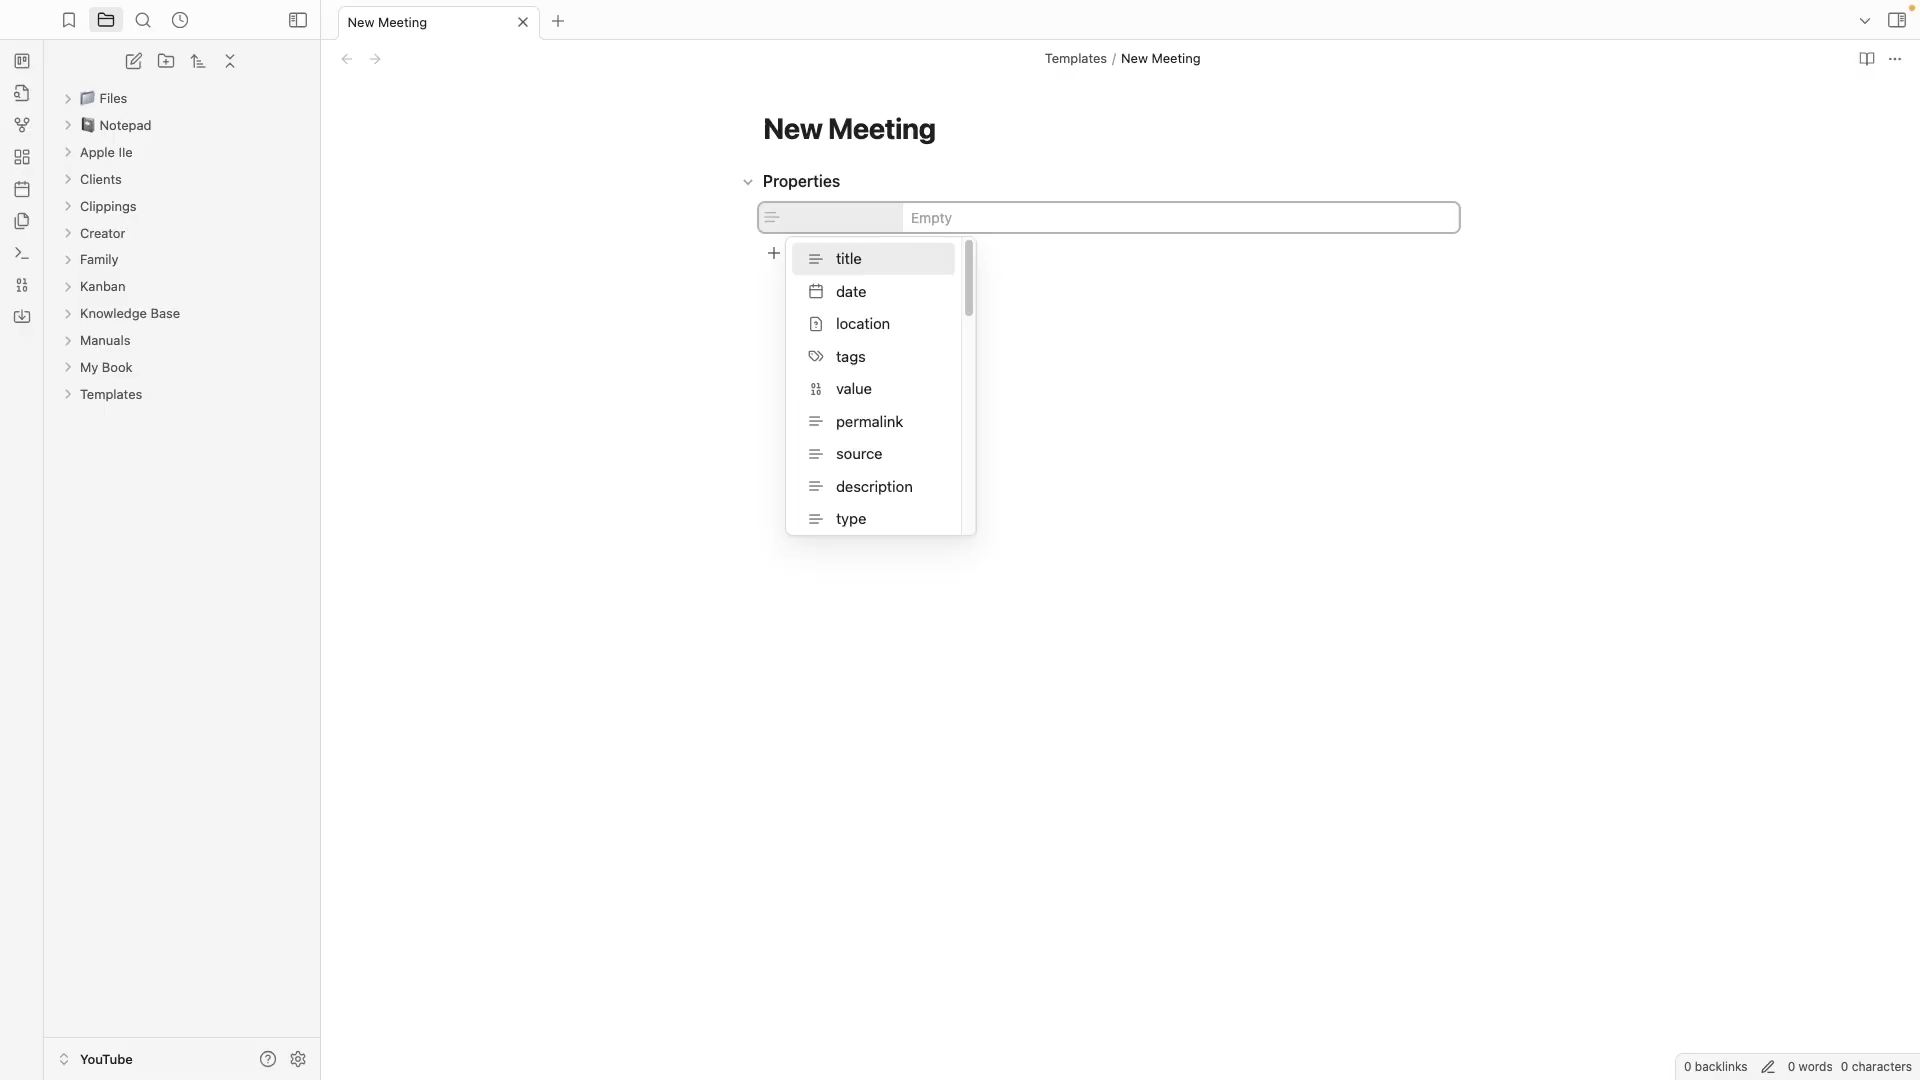 New Meeting
Templates / New Meeting
Files
Notepad
Apple IIe
Clients
Clippings
Creator
Family
Kanban
Knowledge Base
Manuals
My Book
Templates
New Meeting
Properties
Empty
title
date
location
tags
value
permalink
source
description
type
YouTube
0 backlinks 0 words 0 characters